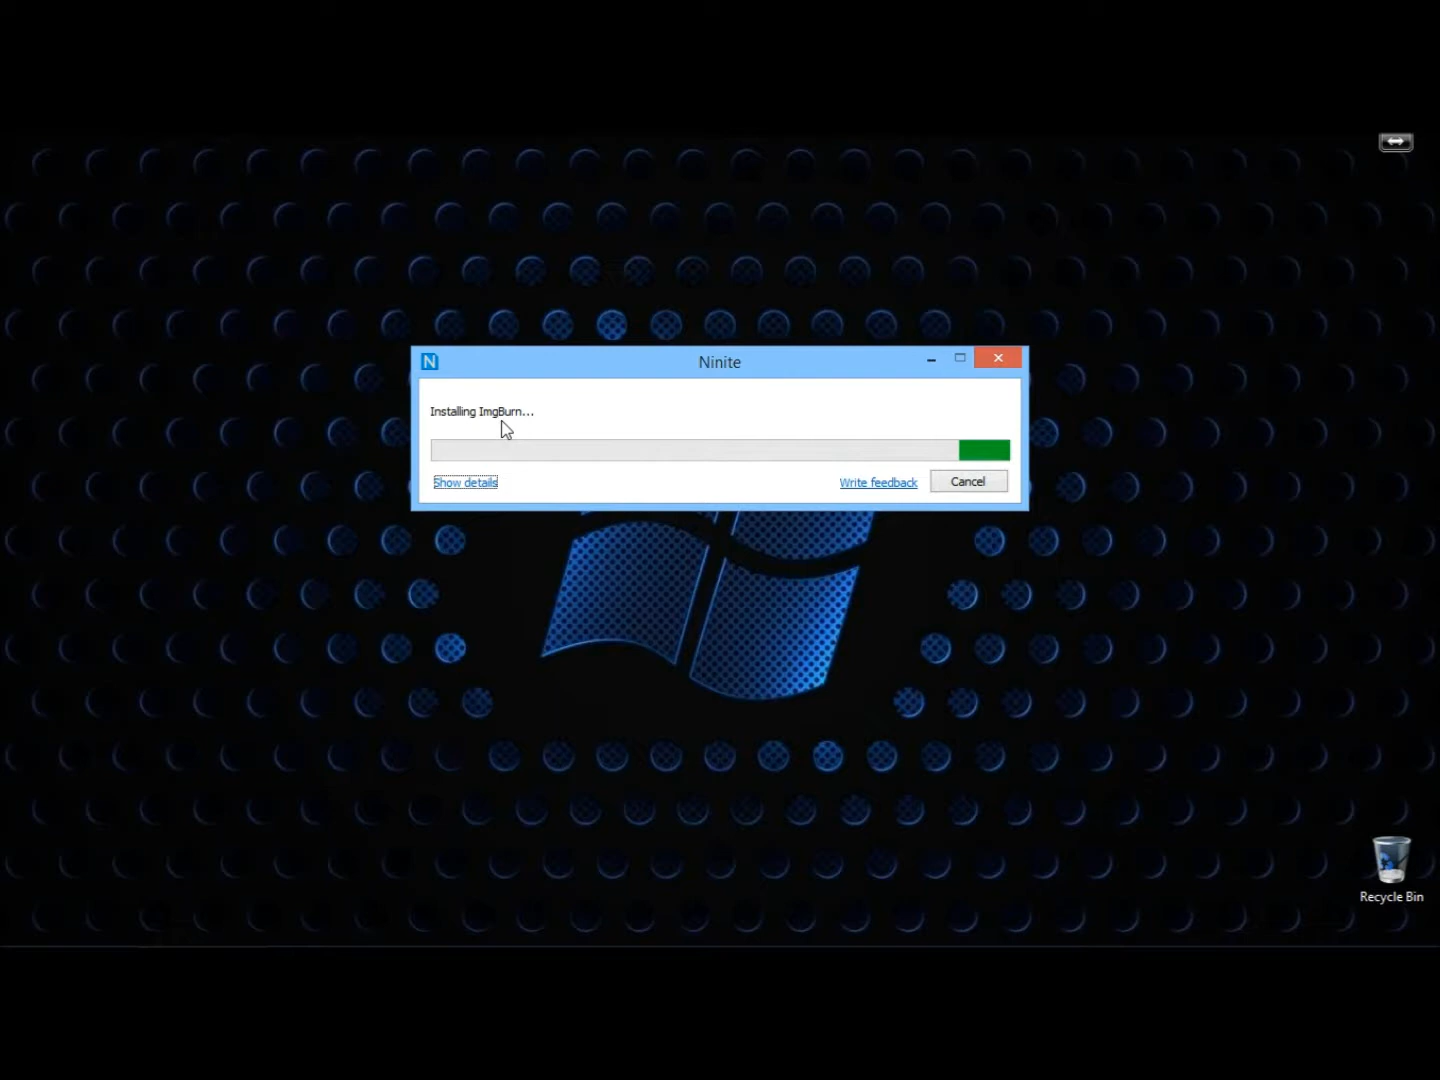 Ninite
Installing ImgBurn...
Show details
Write feedback
Cancel
Recycle Bin